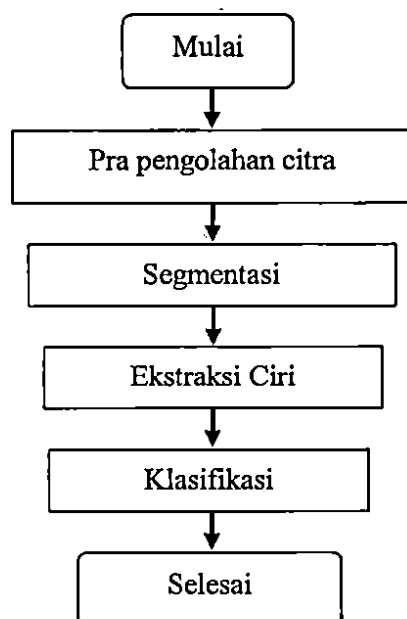 Mulai
Pra pengolahan citra
Segmentasi
Ekstraksi Ciri
Klasifikasi
Selesai